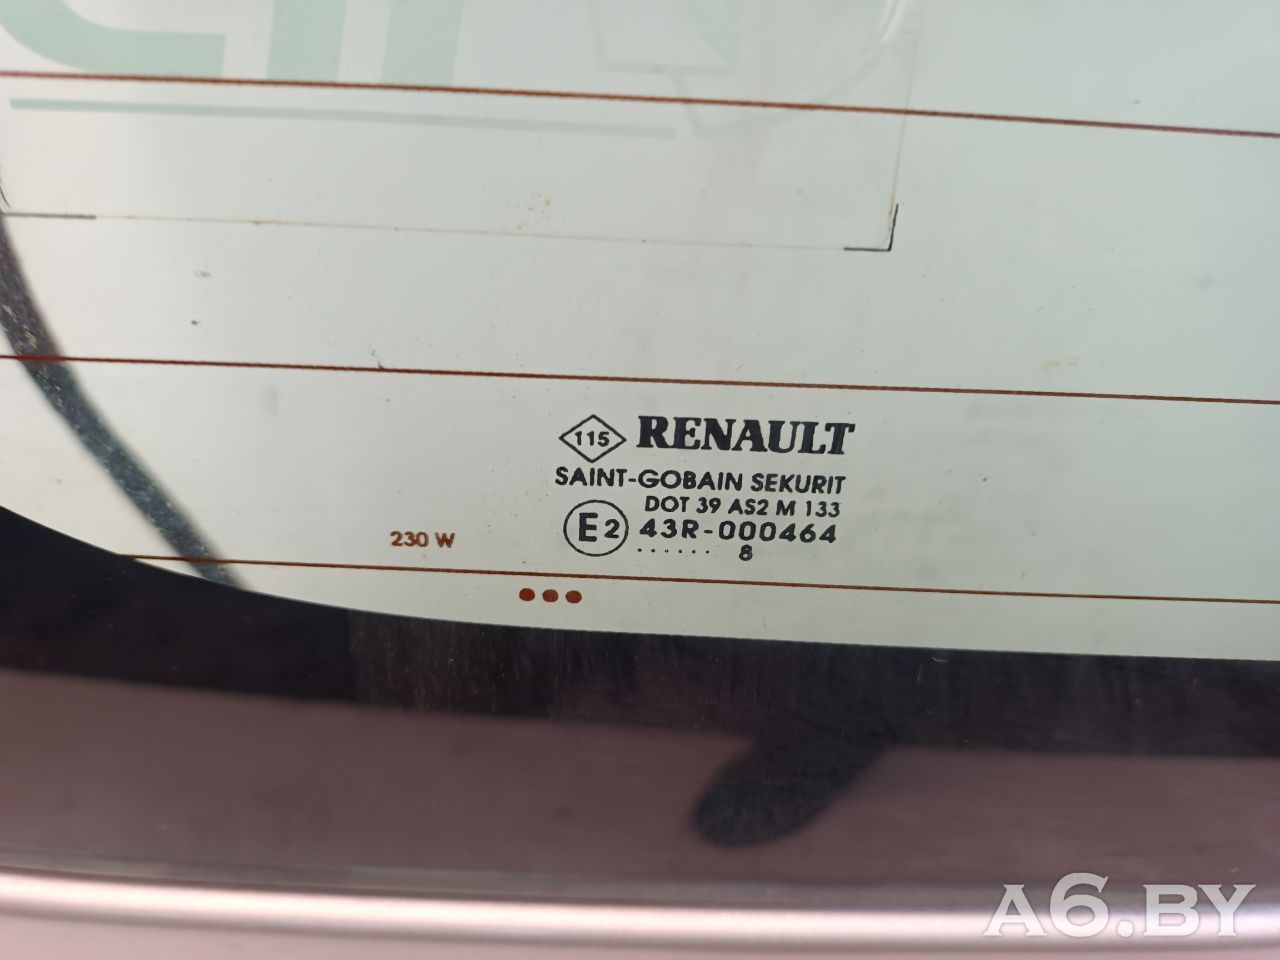 115 RENAULT
SAINT-GOBAIN SEKURIT
DOT 39 AS2 M 133
E2 43R-000464
...... 8
230 W
A6.BY